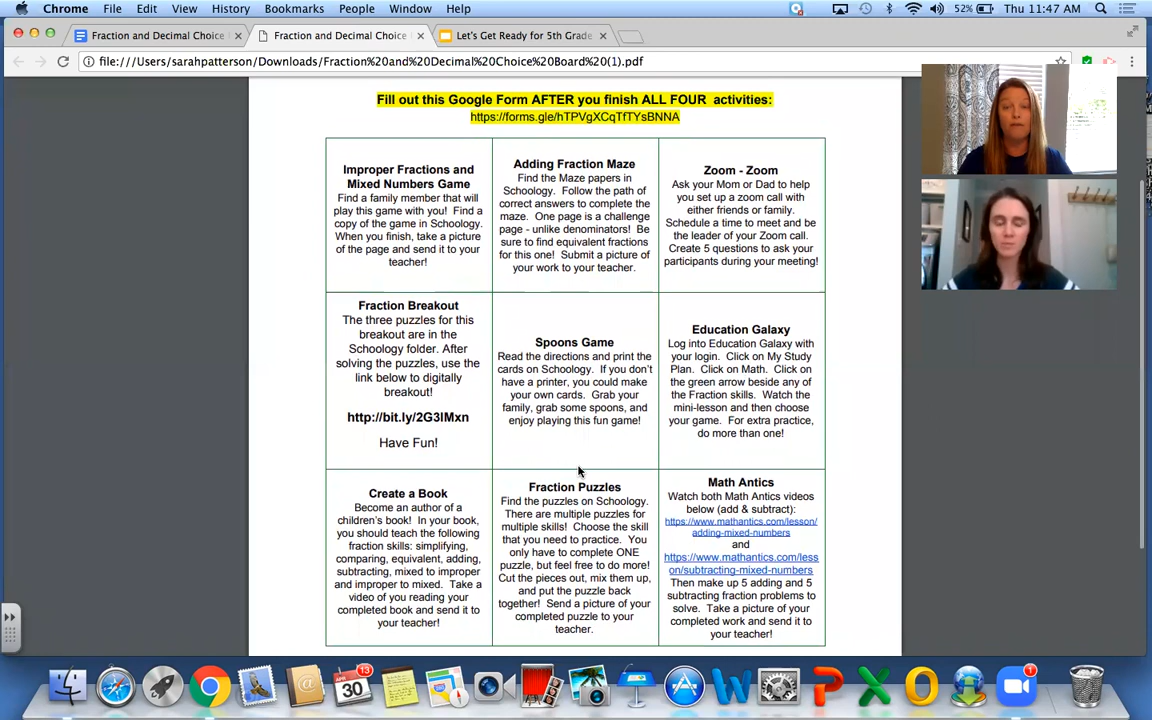 Chrome File Edit View History Bookmarks People Window Help 52% Thu 11:47 AM
Fraction and Decimal Choice Fraction and Decimal Choice Let's Get Ready for 5th Grade
file:///Users/sarahpatterson/Downloads/Fraction%20and%20Decimal%20Choice%20Board%20(1).pdf
Fill out this Google Form AFTER you finish ALL FOUR activities:
https://forms.gle/hTPVgXCqTfTYsBNNA
Improper Fractions and
Mixed Numbers Game
Find a family member that will
play this game with you! Find a
copy of the game in Schoology.
When you finish, take a picture
of the page and send it to your
teacher!
Adding Fraction Maze
Find the Maze papers in
Schoology. Follow the path of
correct answers to complete the
maze. One page is a challenge
page - unlike denominators! Be
sure to find equivalent fractions
for this one! Submit a picture of
your work to your teacher.
Zoom - Zoom
Ask your Mom or Dad to help
you set up a zoom call with
either friends or family.
Schedule a time to meet and be
the leader of your Zoom call.
Create 5 questions to ask your
participants during your meeting!
Fraction Breakout
The three puzzles for this
breakout are in the
Schoology folder. After
solving the puzzles, use the
link below to digitally
breakout!
http://bit.ly/2G3IMxn
Have Fun!
Spoons Game
Read the directions and print the
cards on Schoology. If you don't
have a printer, you could make
your own cards. Grab your
family, grab some spoons, and
enjoy playing this fun game!
Education Galaxy
Log into Education Galaxy with
your login. Click on My Study
Plan. Click on Math. Click on
the green arrow beside any of
the Fraction skills. Watch the
mini-lesson and then choose
your game. For extra practice,
do more than one!
Create a Book
Become an author of a
children's book! In your book,
you should teach the following
fraction skills: simplifying,
comparing, equivalent, adding,
subtracting, mixed to improper
and improper to mixed. Take a
video of you reading your
completed book and send it to
your teacher!
Fraction Puzzles
Find the puzzles on Schoology.
There are multiple puzzles for
multiple skills! Choose the skill
that you need to practice. You
only have to complete ONE
puzzle, but feel free to do more!
Cut the pieces out, mix them up,
and put the puzzle back
together! Send a picture of your
completed puzzle to your
teacher.
Math Antics
Watch both Math Antics videos
below (add & subtract):
https://www.mathantics.com/lesson/
adding-mixed-numbers
and
https://www.mathantics.com/less
on/subtracting-mixed-numbers
Then make up 5 adding and 5
subtracting fraction problems to
solve. Take a picture of your
completed work and send it to
your teacher!
APR 13
30
1